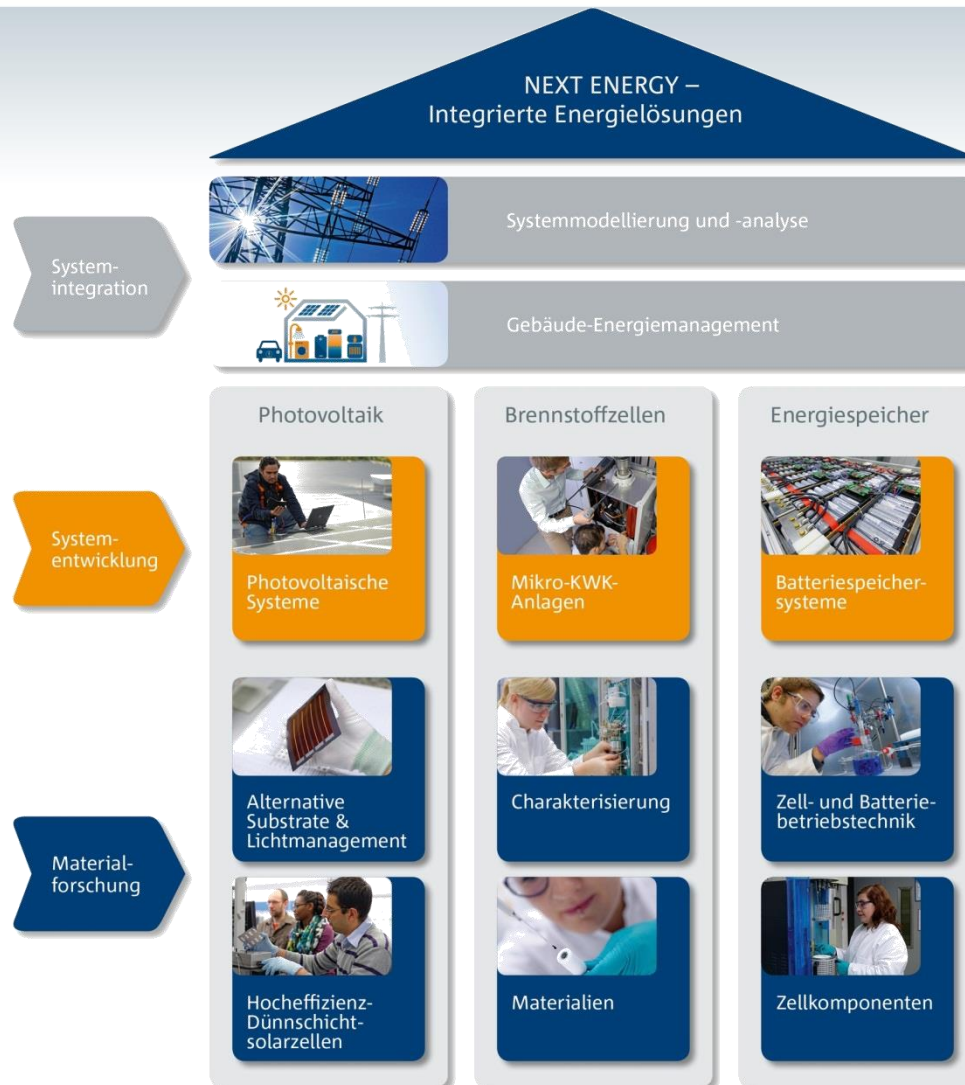 NEXT ENERGY –
Integrierte Energielösungen
System-
integration
Systemmodellierung und -analyse
Gebäude-Energiemanagement
Photovoltaik
Brennstoffzellen
Energiespeicher
System-
entwicklung
Photovoltaische
Systeme
Mikro-KWK-
Anlagen
Batteriespeicher-
systeme
Material-
forschung
Alternative
Substrate &
Lichtmanagement
Charakterisierung
Zell- und Batterie-
betriebstechnik
Hocheffizienz-
Dünnschicht-
solarzellen
Materialien
Zellkomponenten